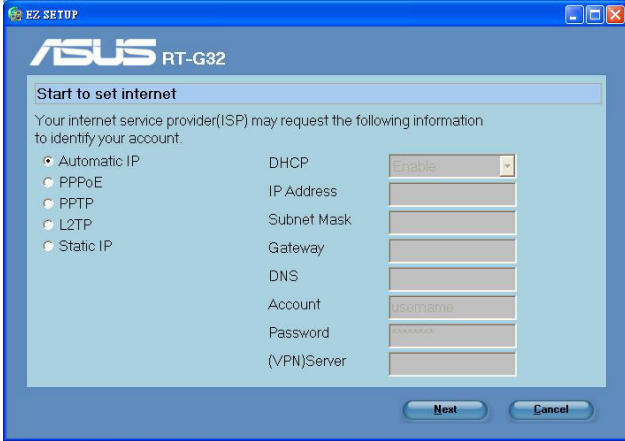 EZ SETUP
ASUS RT-G32
Start to set internet
Your internet service provider(ISP) may request the following information
to identify your account.
Automatic IP
PPPoE
PPTP
L2TP
Static IP
DHCP Enable
IP Address
Subnet Mask
Gateway
DNS
Account username
Password ********
(VPN)Server
Next Cancel